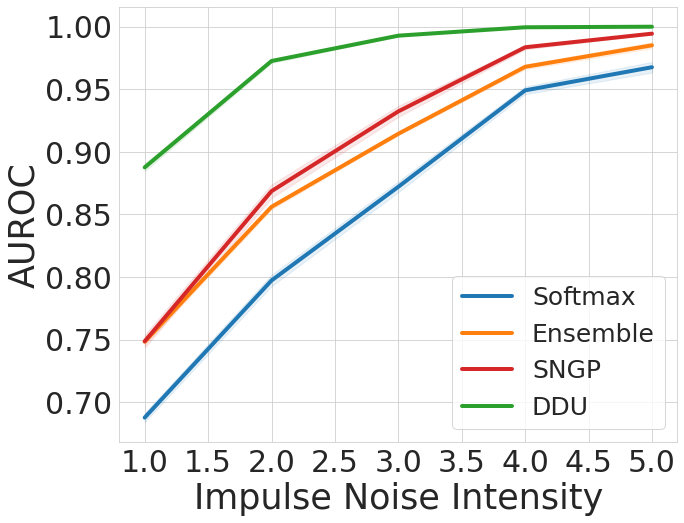 1.00
0.95
0.90
0.85
0.80
0.75
0.70
AUROC
1.0 1.5 2.0 2.5 3.0 3.5 4.0 4.5 5.0
Impulse Noise Intensity
Softmax
Ensemble
SNGP
DDU